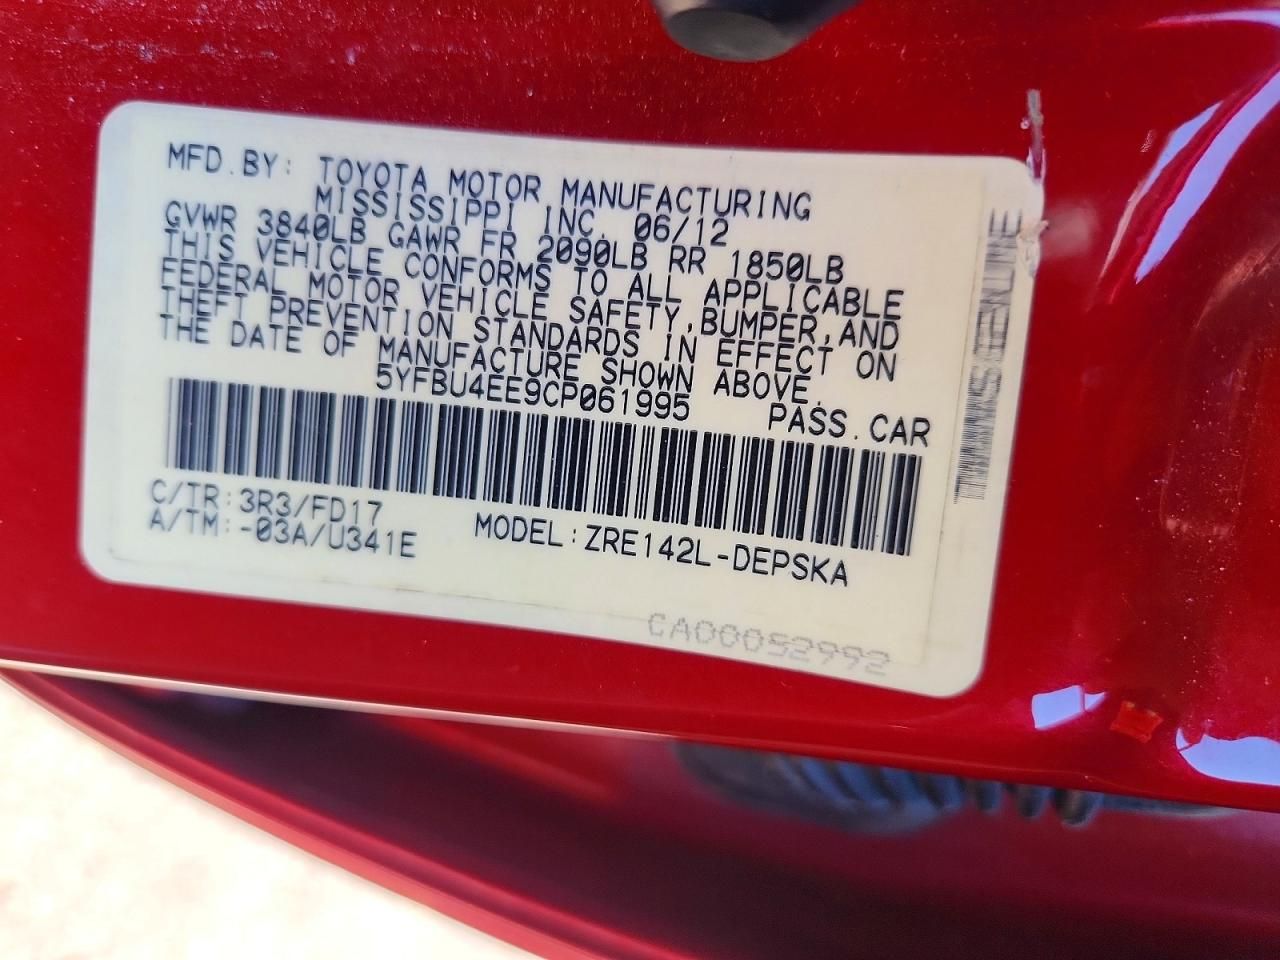 MFD. BY: TOYOTA MOTOR MANUFACTURING
MISSISSIPPI INC. 06/12
GVWR 3840LB GAWR FR 2090LB RR 1850LB
THIS VEHICLE CONFORMS TO ALL APPLICABLE
FEDERAL MOTOR VEHICLE SAFETY, BUMPER, AND
THEFT PREVENTION STANDARDS IN EFFECT ON
THE DATE OF MANUFACTURE SHOWN ABOVE.
5YFBU4EE9CP061995 PASS. CAR
C/TR: 3R3/FD17
A/TM: -03A/U341E MODEL: ZRE142L-DEPSKA
CA00052992
GENUINE